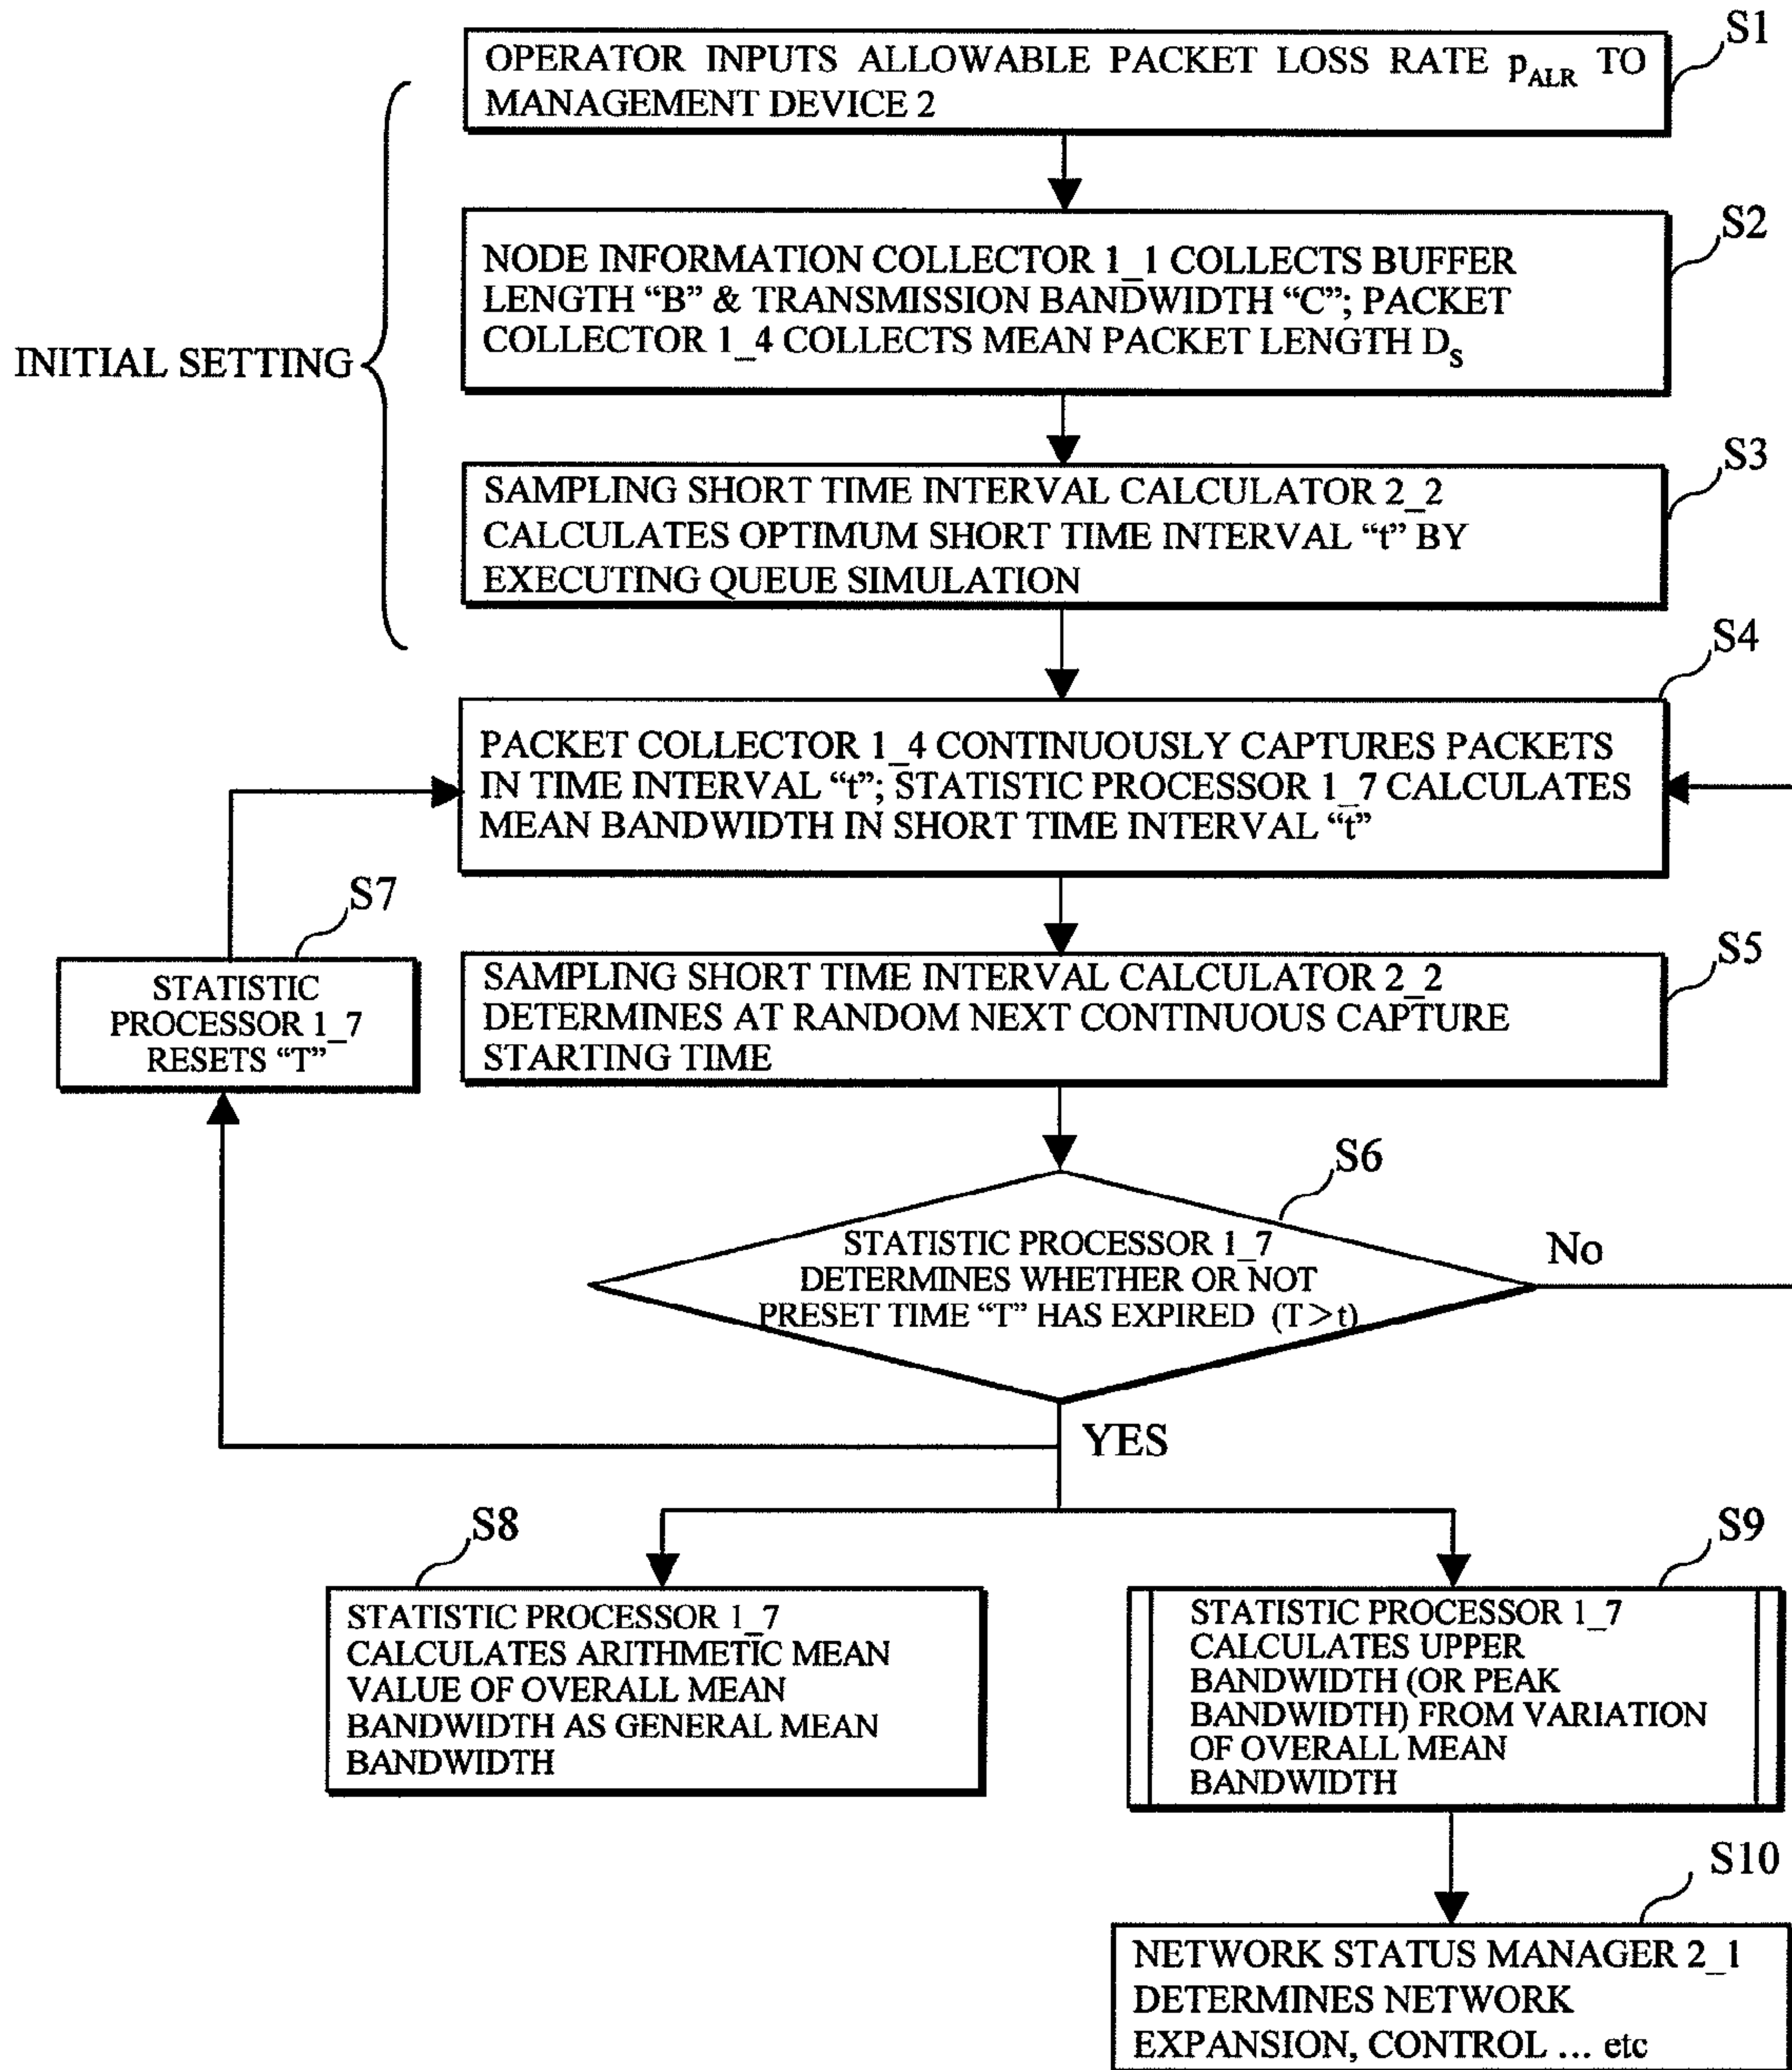 S1
OPERATOR INPUTS ALLOWABLE PACKET LOSS RATE pALR TO
MANAGEMENT DEVICE 2
S2
NODE INFORMATION COLLECTOR 1_1 COLLECTS BUFFER
LENGTH “B” & TRANSMISSION BANDWIDTH “C”; PACKET
COLLECTOR 1_4 COLLECTS MEAN PACKET LENGTH Ds
INITIAL SETTING
S3
SAMPLING SHORT TIME INTERVAL CALCULATOR 2_2
CALCULATES OPTIMUM SHORT TIME INTERVAL “t” BY
EXECUTING QUEUE SIMULATION
S4
PACKET COLLECTOR 1_4 CONTINUOUSLY CAPTURES PACKETS
IN TIME INTERVAL “t”; STATISTIC PROCESSOR 1_7 CALCULATES
MEAN BANDWIDTH IN SHORT TIME INTERVAL “t”
S7
STATISTIC
PROCESSOR 1_7
RESETS “T”
S5
SAMPLING SHORT TIME INTERVAL CALCULATOR 2_2
DETERMINES AT RANDOM NEXT CONTINUOUS CAPTURE
STARTING TIME
S6
STATISTIC PROCESSOR 1_7
DETERMINES WHETHER OR NOT
PRESET TIME “T” HAS EXPIRED (T>t)
No
YES
S8
STATISTIC PROCESSOR 1_7
CALCULATES ARITHMETIC MEAN
VALUE OF OVERALL MEAN
BANDWIDTH AS GENERAL MEAN
BANDWIDTH
S9
STATISTIC PROCESSOR 1_7
CALCULATES UPPER
BANDWIDTH (OR PEAK
BANDWIDTH) FROM VARIATION
OF OVERALL MEAN
BANDWIDTH
S10
NETWORK STATUS MANAGER 2_1
DETERMINES NETWORK
EXPANSION, CONTROL ... etc